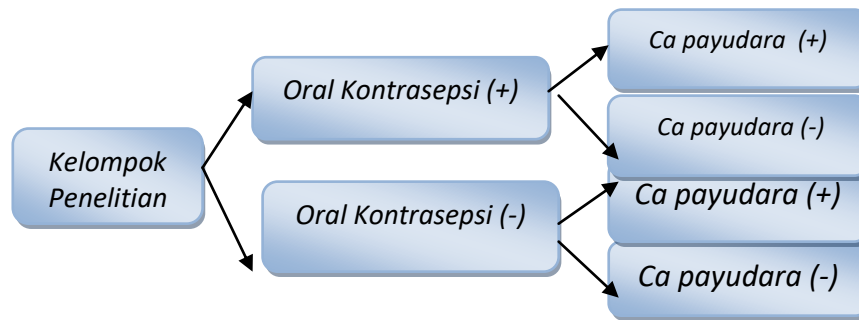 Kelompok
Penelitian
Oral Kontrasepsi (+)
Oral Kontrasepsi (-)
Ca payudara (+)
Ca payudara (-)
Ca payudara (+)
Ca payudara (-)